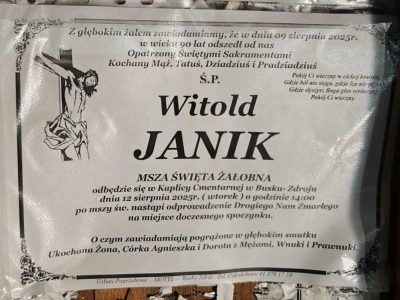 Z głębokim żalem zawiadamiamy, że w dniu 09 sierpnia 2025r.
w wieku 90 lat odszedł od nas
Opatrzony Świętymi Sakramentami
Kochany Mąż, Tatuś, Dziadziuś i Pradziadziuś
Ś.P.
Pokój Ci wieczny w cichej krainie,
Gdzie ból nie sięga, gdzie łza nie płynie,
Gdzie słyszysz Boga głos serdeczny,
Pokój Ci wieczny.
Witold
JANIK
MSZA ŚWIĘTA ŻAŁOBNA
odbędzie się w Kaplicy Cmentarnej w Busku- Zdroju
dnia 12 sierpnia 2025r. ( wtorek ) o godzinie 14:00
po mszy św. nastąpi odprowadzenie Drogiego Nam Zmarłego
na miejsce doczesnego spoczynku.
O czym zawiadamiają pogrążone w głębokim smutku
Ukochana Żona, Córka Agnieszka i Dorota z Mężami, Wnuki i Prawnuki.
Usługi Pogrzebowe - MOTYL - Busko Zdrój